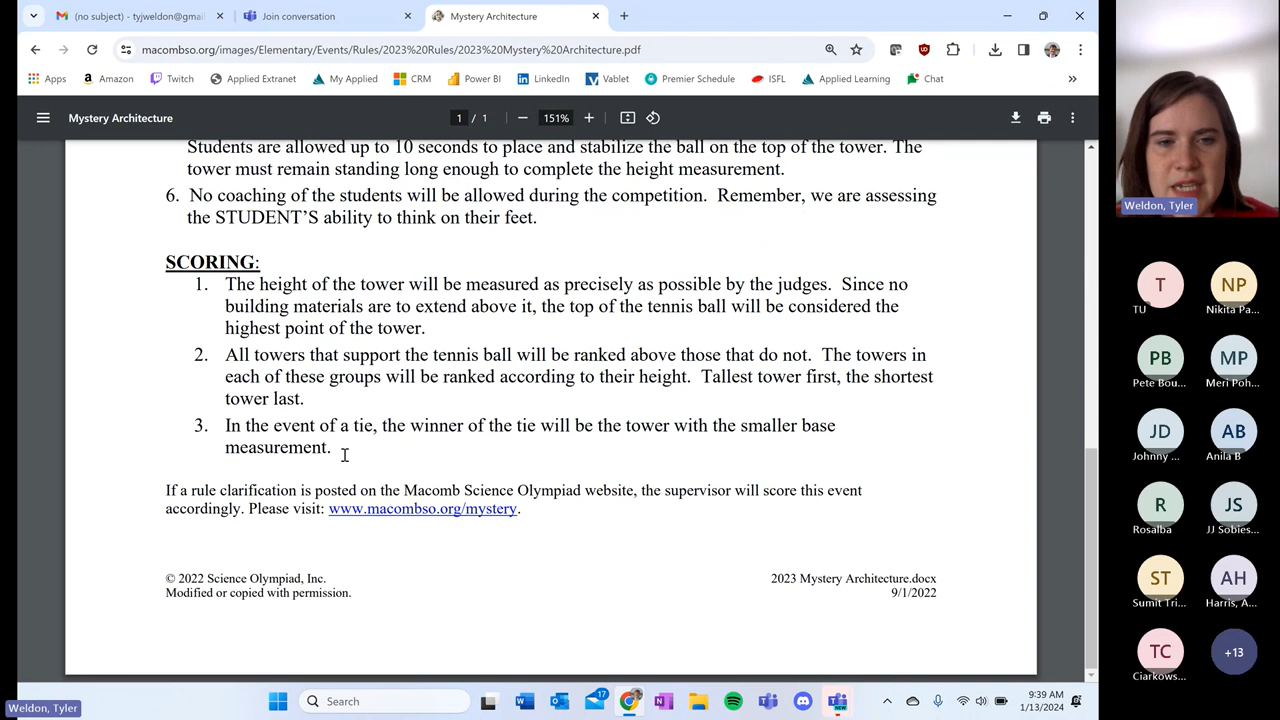 (no subject) - tyjweldon@gmai
Join conversation
Mystery Architecture
macombso.org/images/Elementary/Events/Rules/2023%20Rules/2023%20Mystery%20Architecture.pdf
Apps Amazon Twitch Applied Extranet My Applied CRM Power BI LinkedIn Vablet Premier Schedule ISFL Applied Learning Chat
Mystery Architecture 1 / 1 151%
Students are allowed up to 10 seconds to place and stabilize the ball on the top of the tower. The
tower must remain standing long enough to complete the height measurement.
6. No coaching of the students will be allowed during the competition. Remember, we are assessing
the STUDENT'S ability to think on their feet.
SCORING:
1. The height of the tower will be measured as precisely as possible by the judges. Since no
building materials are to extend above it, the top of the tennis ball will be considered the
highest point of the tower.
2. All towers that support the tennis ball will be ranked above those that do not. The towers in
each of these groups will be ranked according to their height. Tallest tower first, the shortest
tower last.
3. In the event of a tie, the winner of the tie will be the tower with the smaller base
measurement.
If a rule clarification is posted on the Macomb Science Olympiad website, the supervisor will score this event
accordingly. Please visit: www.macombso.org/mystery.
© 2022 Science Olympiad, Inc. 2023 Mystery Architecture.docx
Modified or copied with permission. 9/1/2022
Search
17
9:39 AM
1/13/2024
Weldon, Tyler
Weldon, Tyler
T NP
TU Nikita Pa...
PB MP
Pete Bou... Meri Poh...
JD AB
Johnny ... Anila B
R JS
Rosalba JJ Sobies...
ST AH
Sumit Tri... Harris, A...
TC +13
Ciarkows...